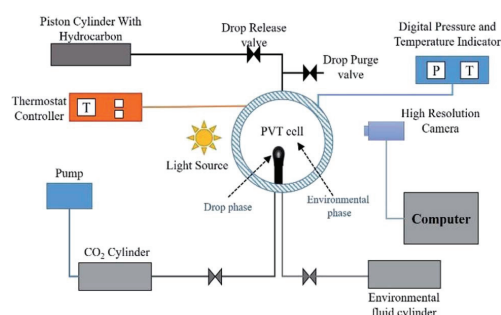 Piston Cylinder With
Hydrocarbon
Drop Release
valve
Digital Pressure and
Temperature Indicator
P T
Drop Purge
valve
Thermostat
Controller
T
High Resolution
Camera
PVT cell
Light Source
Pump
Drop phase
Environmental
phase
Computer
CO₂ Cylinder
Environmental
fluid cylinder